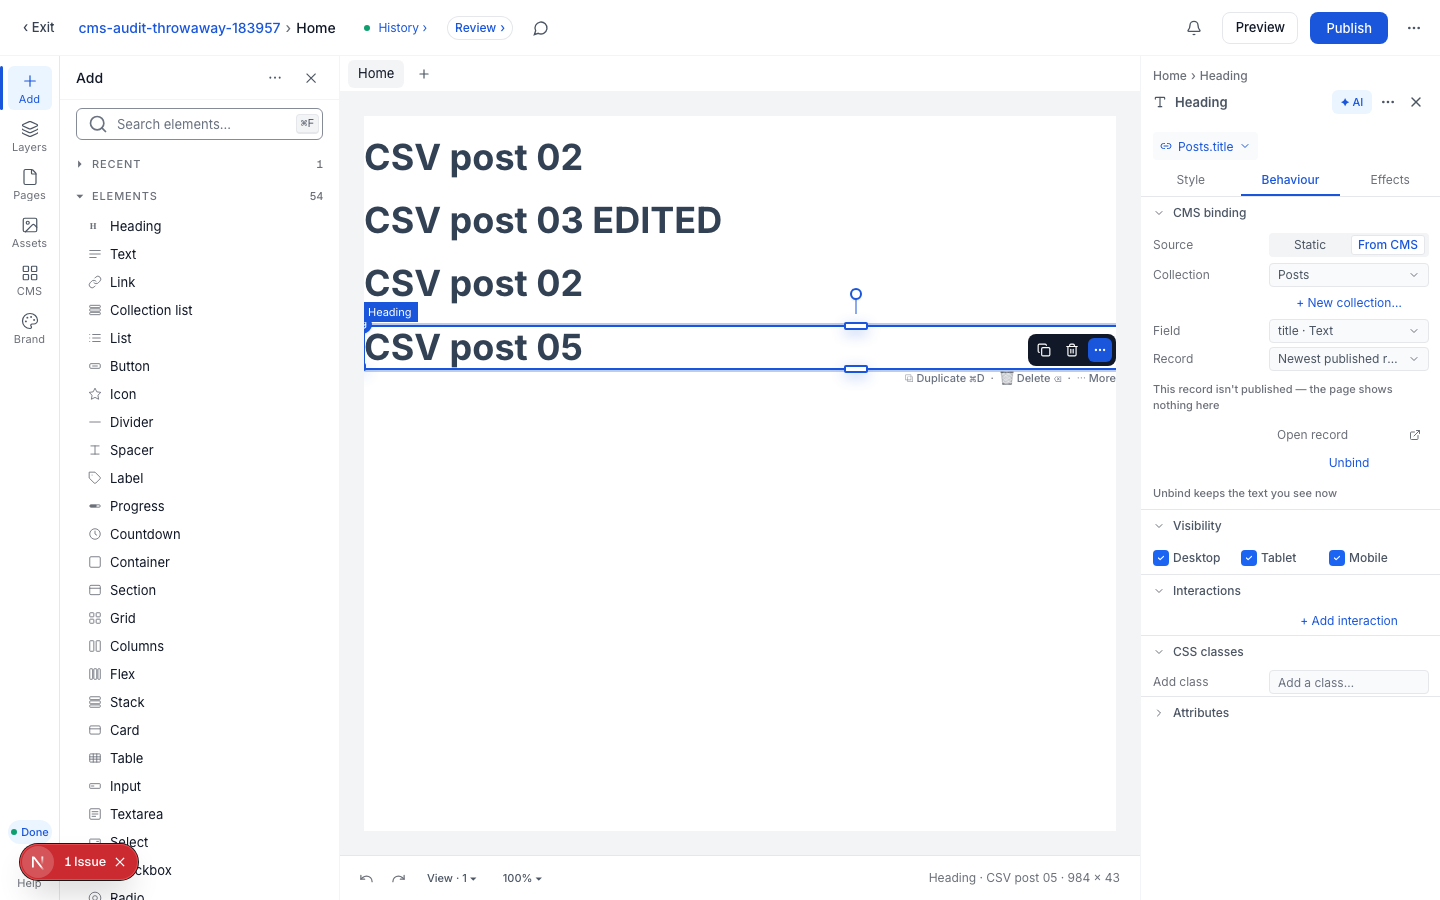 ‹ Exit
cms-audit-throwaway-183957 › Home
History ›
Review ›
Preview
Publish
Add
Layers
Pages
Assets
CMS
Brand
Done
Help
Add
Search elements...
⌘F
RECENT 1
ELEMENTS 54
Heading
Text
Link
Collection list
List
Button
Icon
Divider
Spacer
Label
Progress
Countdown
Container
Section
Grid
Columns
Flex
Stack
Card
Table
Input
Textarea
Select
ckbox
Radio
N 1 Issue
Home
CSV post 02
CSV post 03 EDITED
CSV post 02
Heading
CSV post 05
Duplicate ⌘D · Delete ⌫ · ··· More
View · 1
100%
Heading · CSV post 05 · 984 × 43
Home › Heading
Heading
AI
Posts.title
Style Behaviour Effects
CMS binding
Source Static From CMS
Collection Posts
+ New collection...
Field title · Text
Record Newest published r...
This record isn't published — the page shows
nothing here
Open record
Unbind
Unbind keeps the text you see now
Visibility
Desktop Tablet Mobile
Interactions
+ Add interaction
CSS classes
Add class Add a class...
Attributes